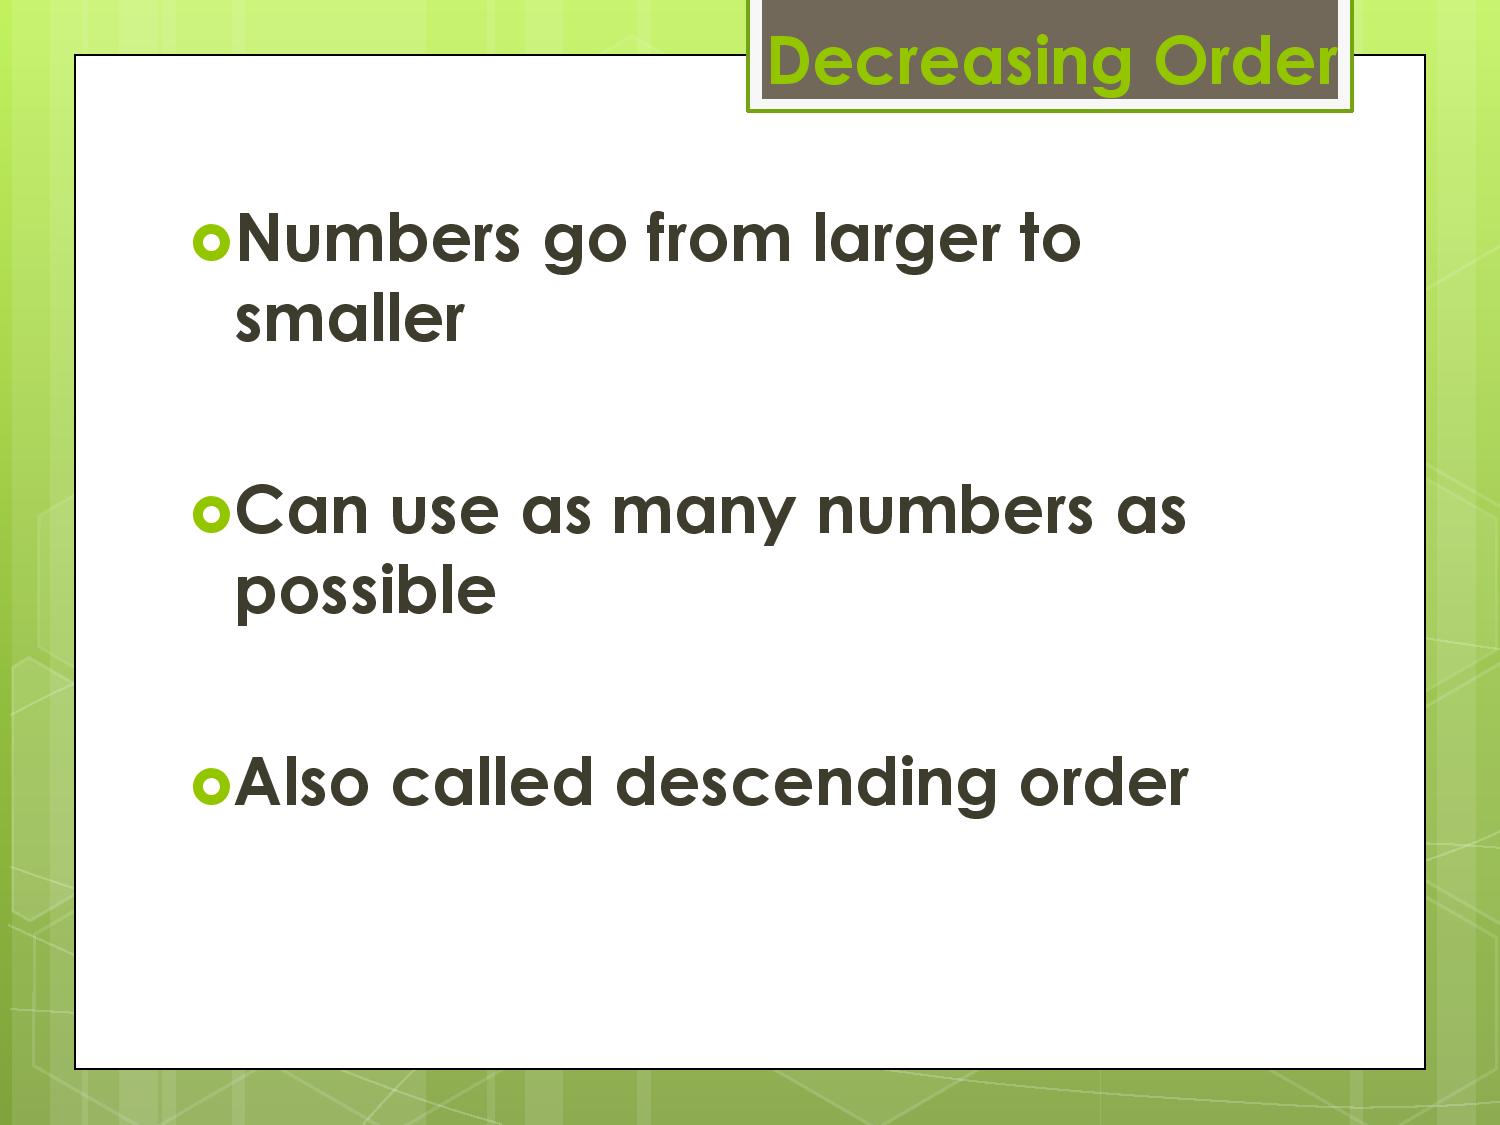 Decreasing Order
Numbers go from larger to
smaller
Can use as many numbers as
possible
Also called descending order